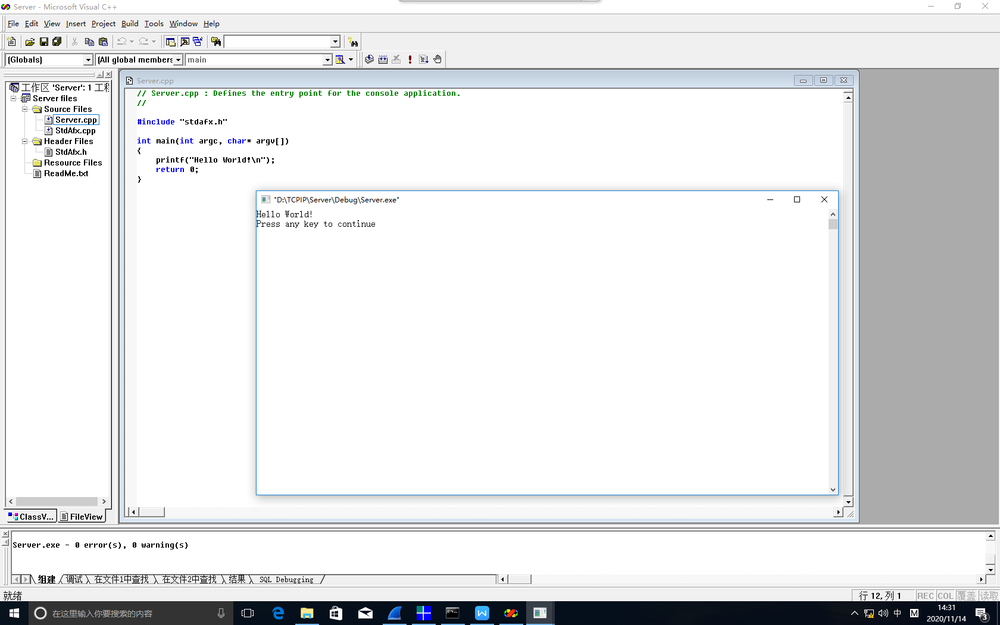 Server - Microsoft Visual C++
File Edit View Insert Project Build Tools Window Help
(Globals) (All global members main
工作区 'Server': 1 工程
Server files
Source Files
Server.cpp
StdAfx.cpp
Header Files
StdAfx.h
Resource Files
ReadMe.txt
ClassV... FileView
Server.cpp
// Server.cpp : Defines the entry point for the console application.
//
#include "stdafx.h"
int main(int argc, char* argv[])
{
printf("Hello World!\n");
return 0;
}
"D:\TCPIP\Server\Debug\Server.exe"
Hello World!
Press any key to continue
Server.exe - 0 error(s), 0 warning(s)
组建 调试 在文件1中查找 在文件2中查找 结果 SQL Debugging
就绪
行 12, 列 1 REC COL 覆盖 读取
在这里输入你要搜索的内容
中 M 14:31
2020/11/14 3